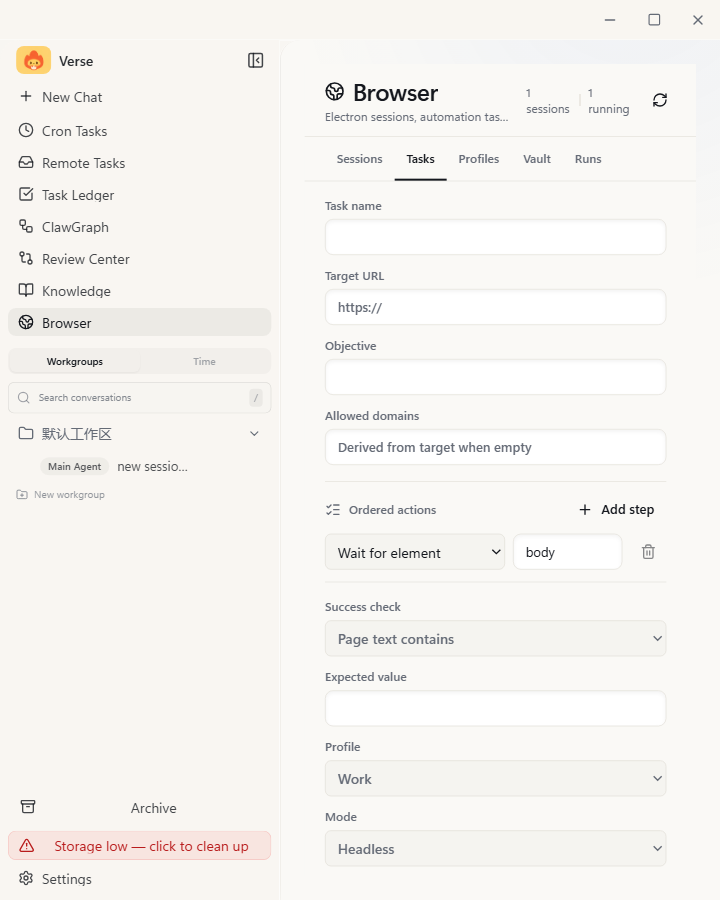 Verse
New Chat
Cron Tasks
Remote Tasks
Task Ledger
ClawGraph
Review Center
Knowledge
Browser
Workgroups
Time
Search conversations
/
默认工作区
Main Agent
new sessio...
New workgroup
Archive
Storage low — click to clean up
Settings
Browser
Electron sessions, automation tas...
1
sessions
1
running
Sessions
Tasks
Profiles
Vault
Runs
Task name
Target URL
https://
Objective
Allowed domains
Derived from target when empty
Ordered actions
Add step
Wait for element
body
Success check
Page text contains
Expected value
Profile
Work
Mode
Headless